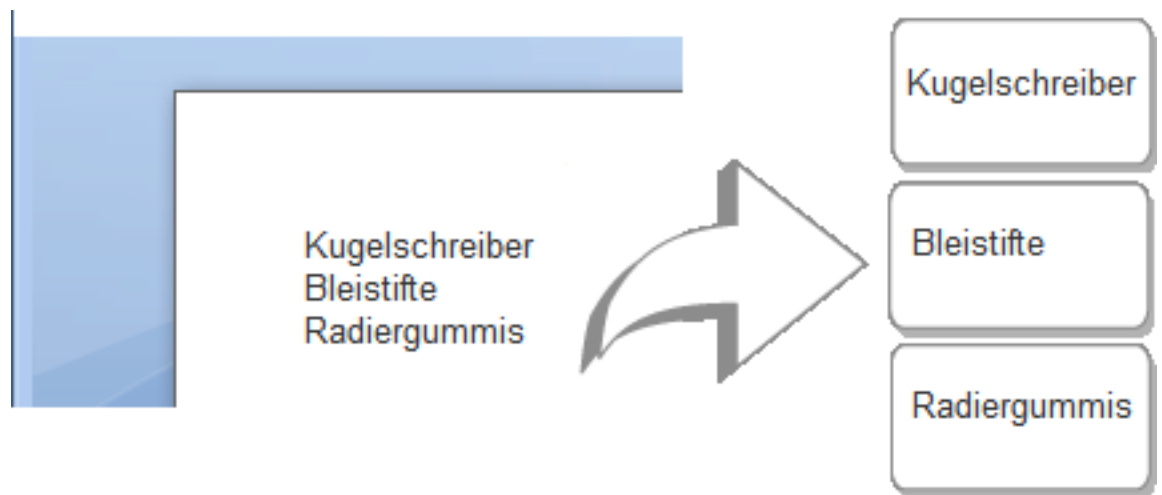 Kugelschreiber
Bleistifte
Radiergummis
Kugelschreiber
Bleistifte
Radiergummis